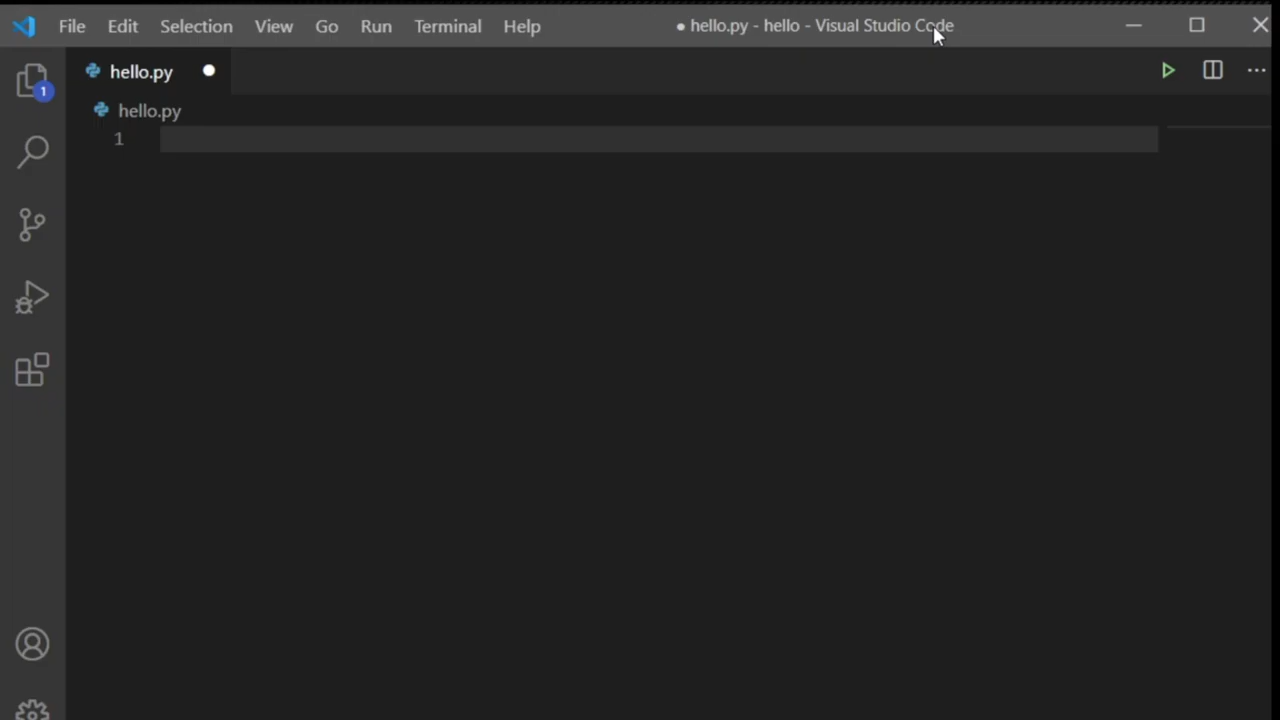 File Edit Selection View Go Run Terminal Help ● hello.py - hello - Visual Studio Code
hello.py
1
hello.py
1